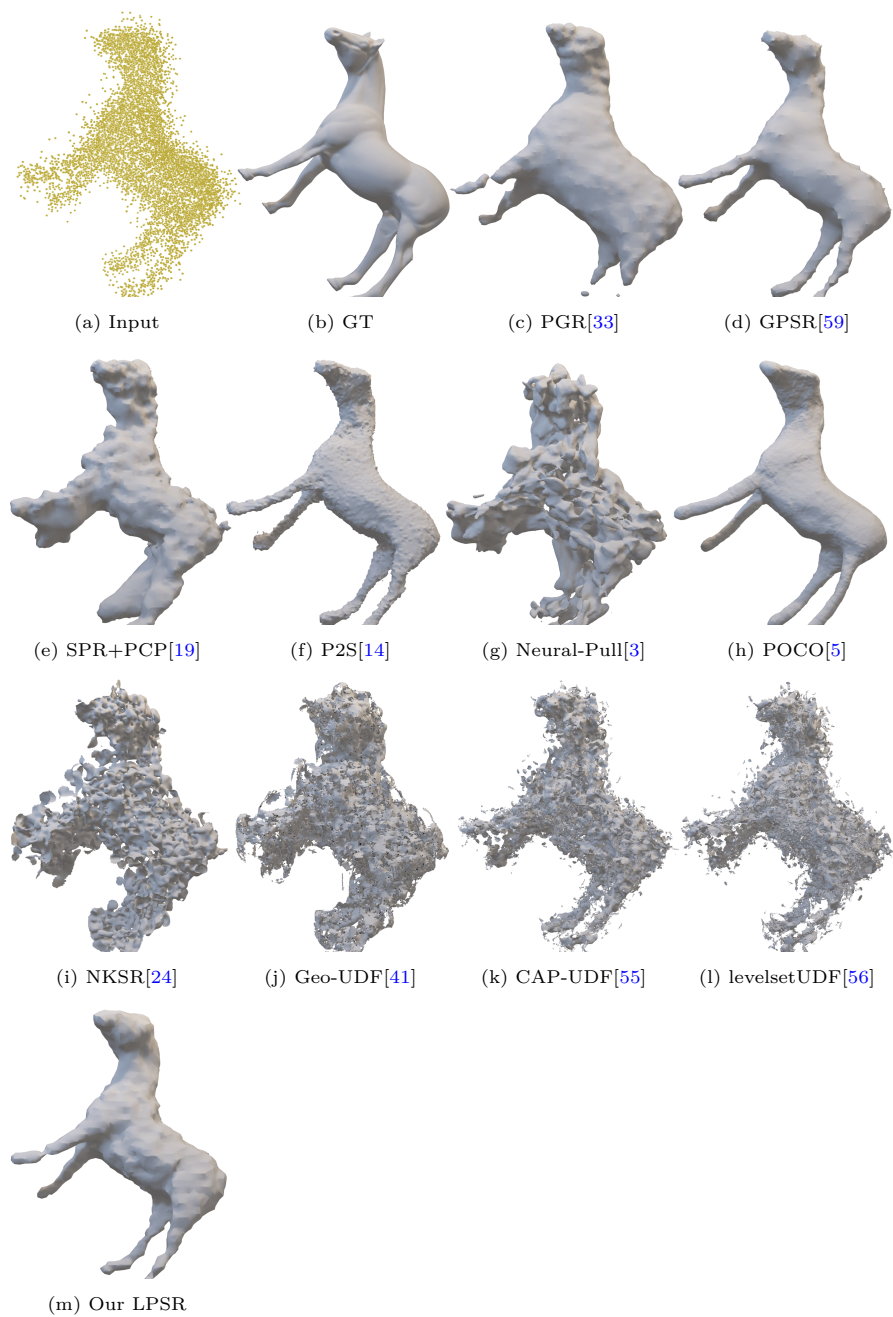 (a) Input
(b) GT
(c) PGR[33]
(d) GPSR[59]
(e) SPR+PCP[19]
(f) P2S[14]
(g) Neural-Pull[3]
(h) POCO[5]
(i) NKSR[24]
(j) Geo-UDF[41]
(k) CAP-UDF[55]
(l) levelsetUDF[56]
(m) Our LPSR